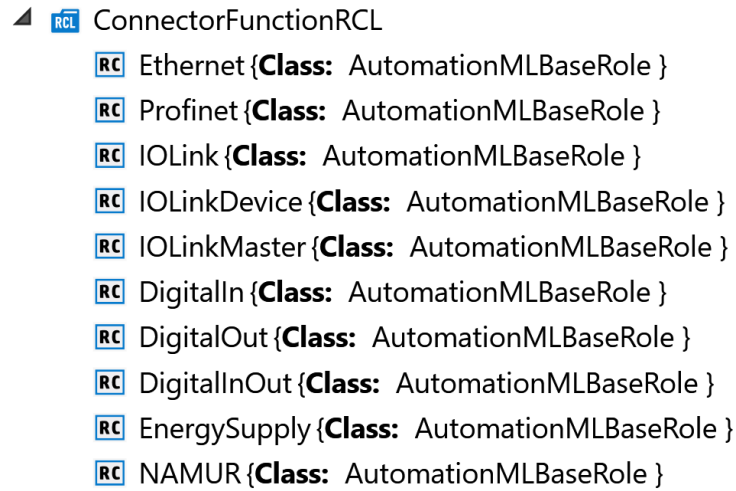 RCL ConnectorFunctionRCL
RC Ethernet {Class: AutomationMLBaseRole }
RC Profinet {Class: AutomationMLBaseRole }
RC IOLink {Class: AutomationMLBaseRole }
RC IOLinkDevice {Class: AutomationMLBaseRole }
RC IOLinkMaster {Class: AutomationMLBaseRole }
RC DigitalIn {Class: AutomationMLBaseRole }
RC DigitalOut {Class: AutomationMLBaseRole }
RC DigitalInOut {Class: AutomationMLBaseRole }
RC EnergySupply {Class: AutomationMLBaseRole }
RC NAMUR {Class: AutomationMLBaseRole }